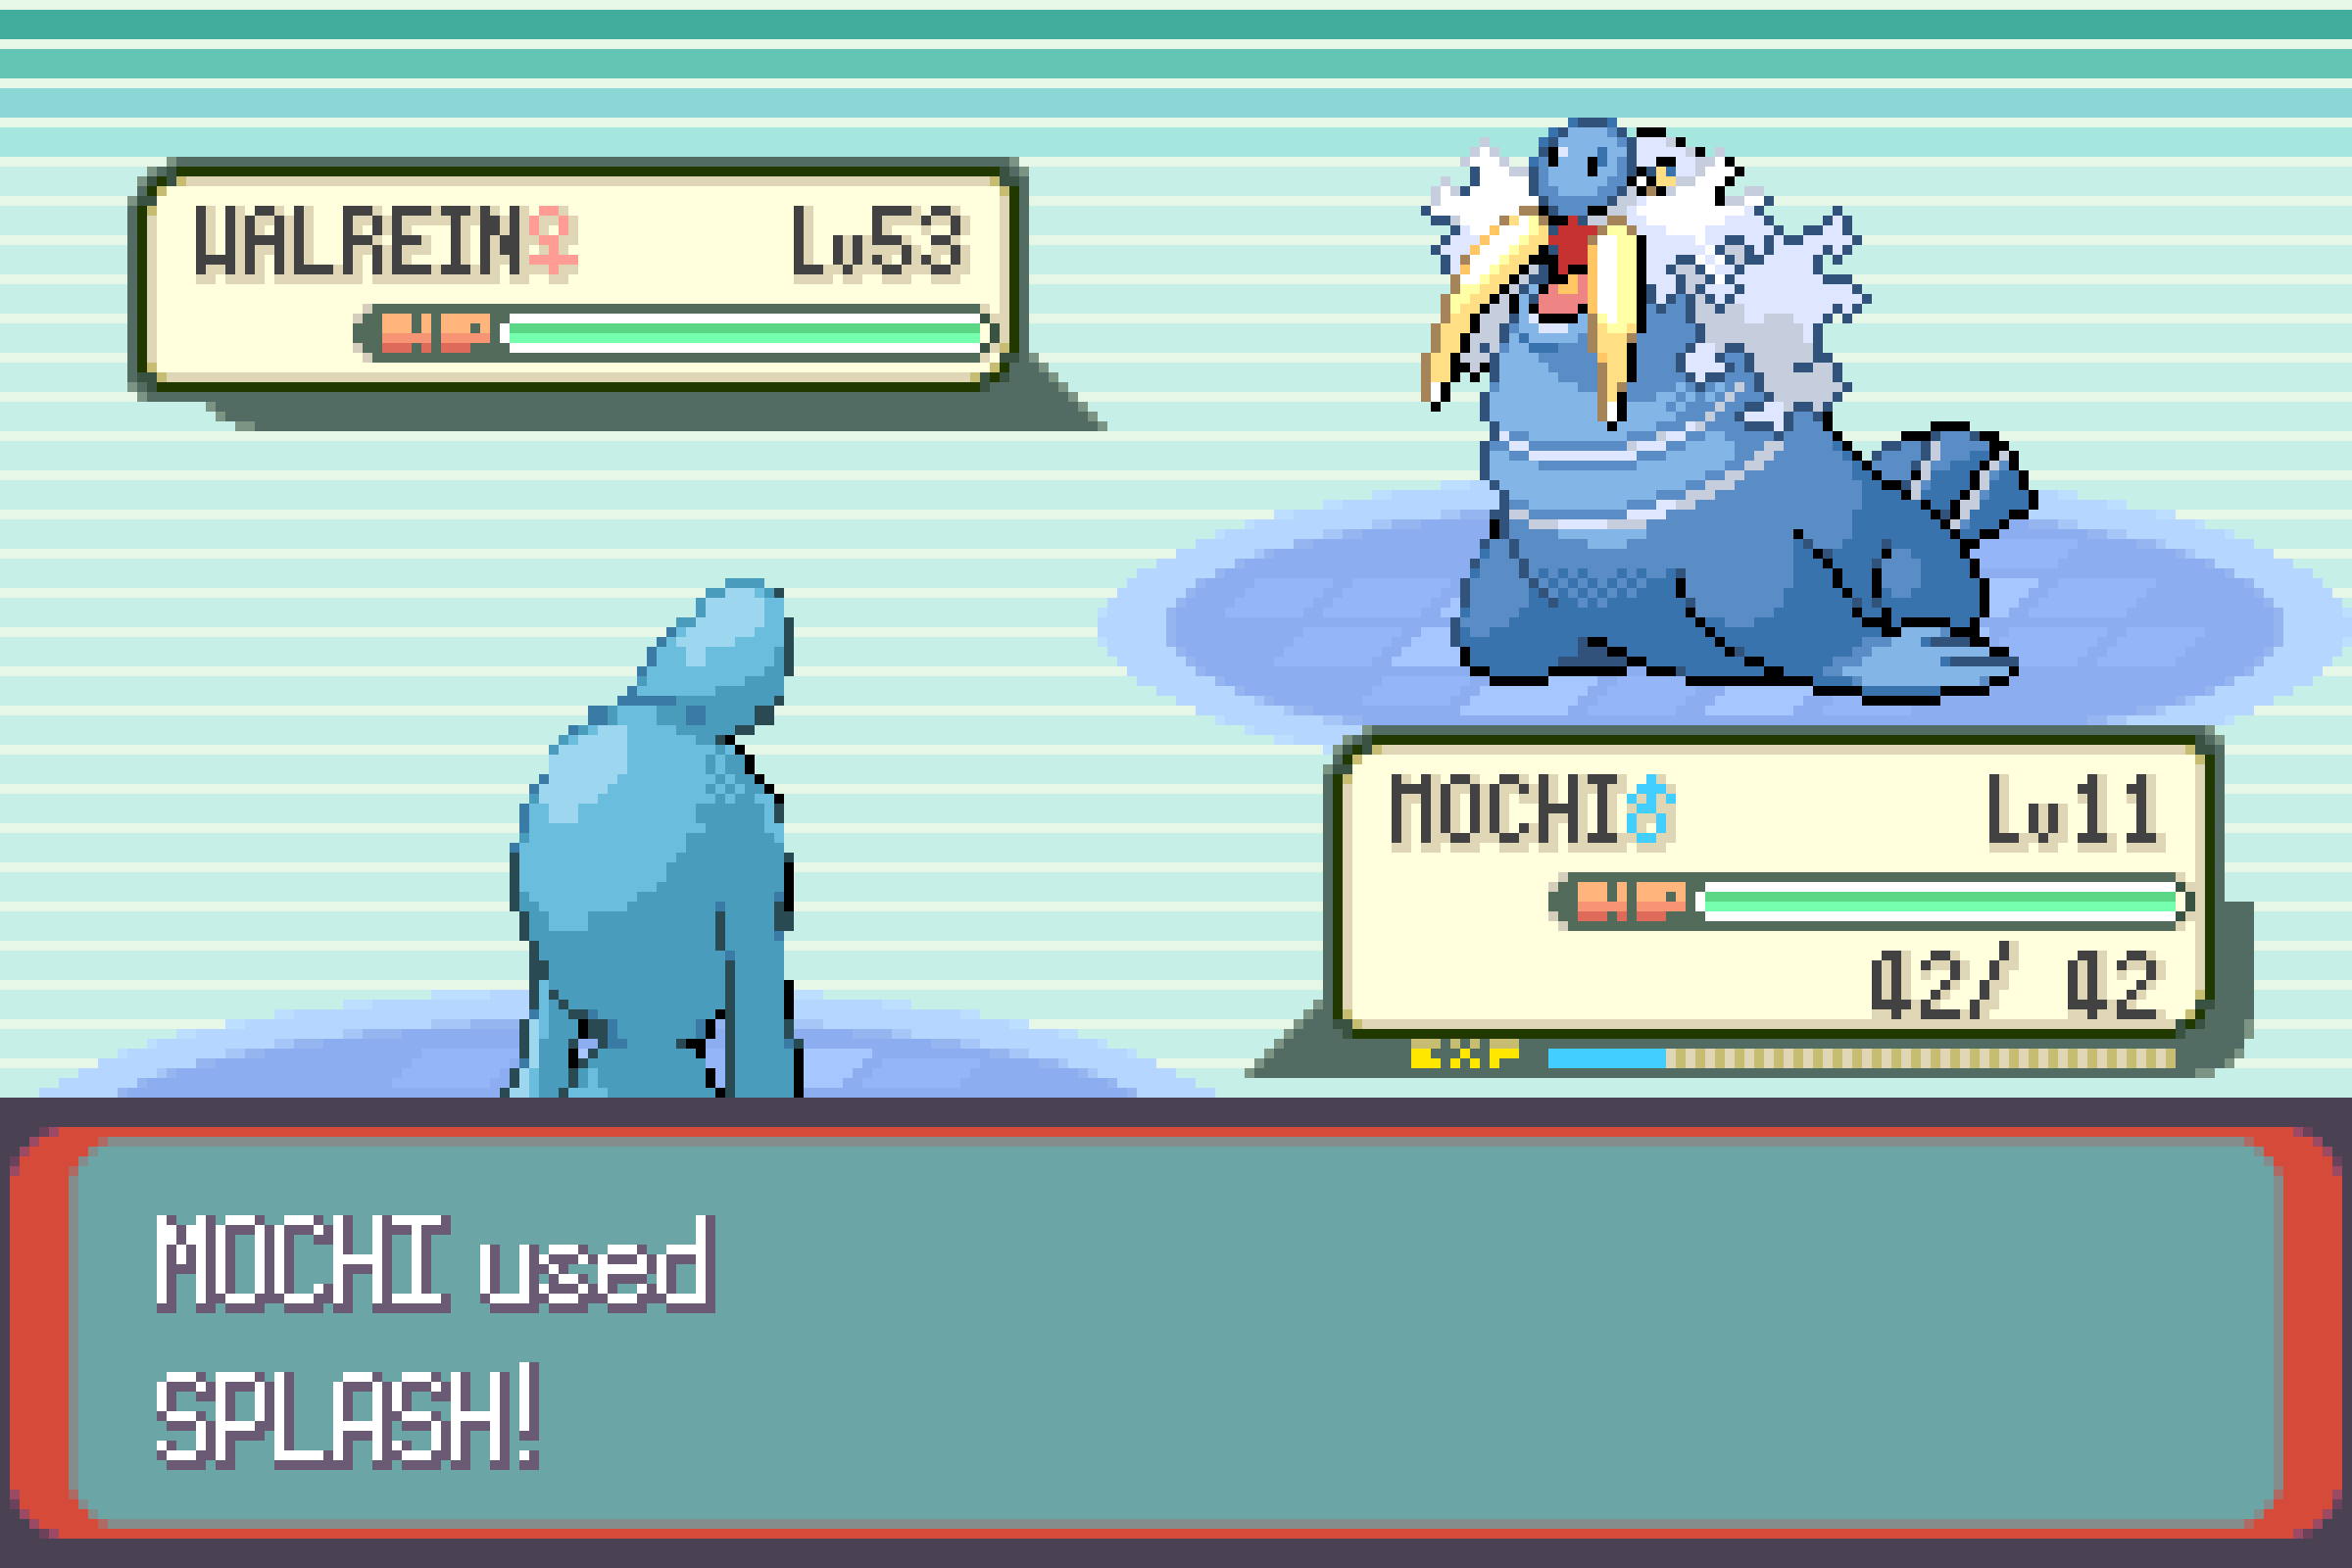 WALREIN♀ Lv53
HP
MOCHI♂ Lv11
HP
42/ 42
EXP
MOCHI used
SPLASH!